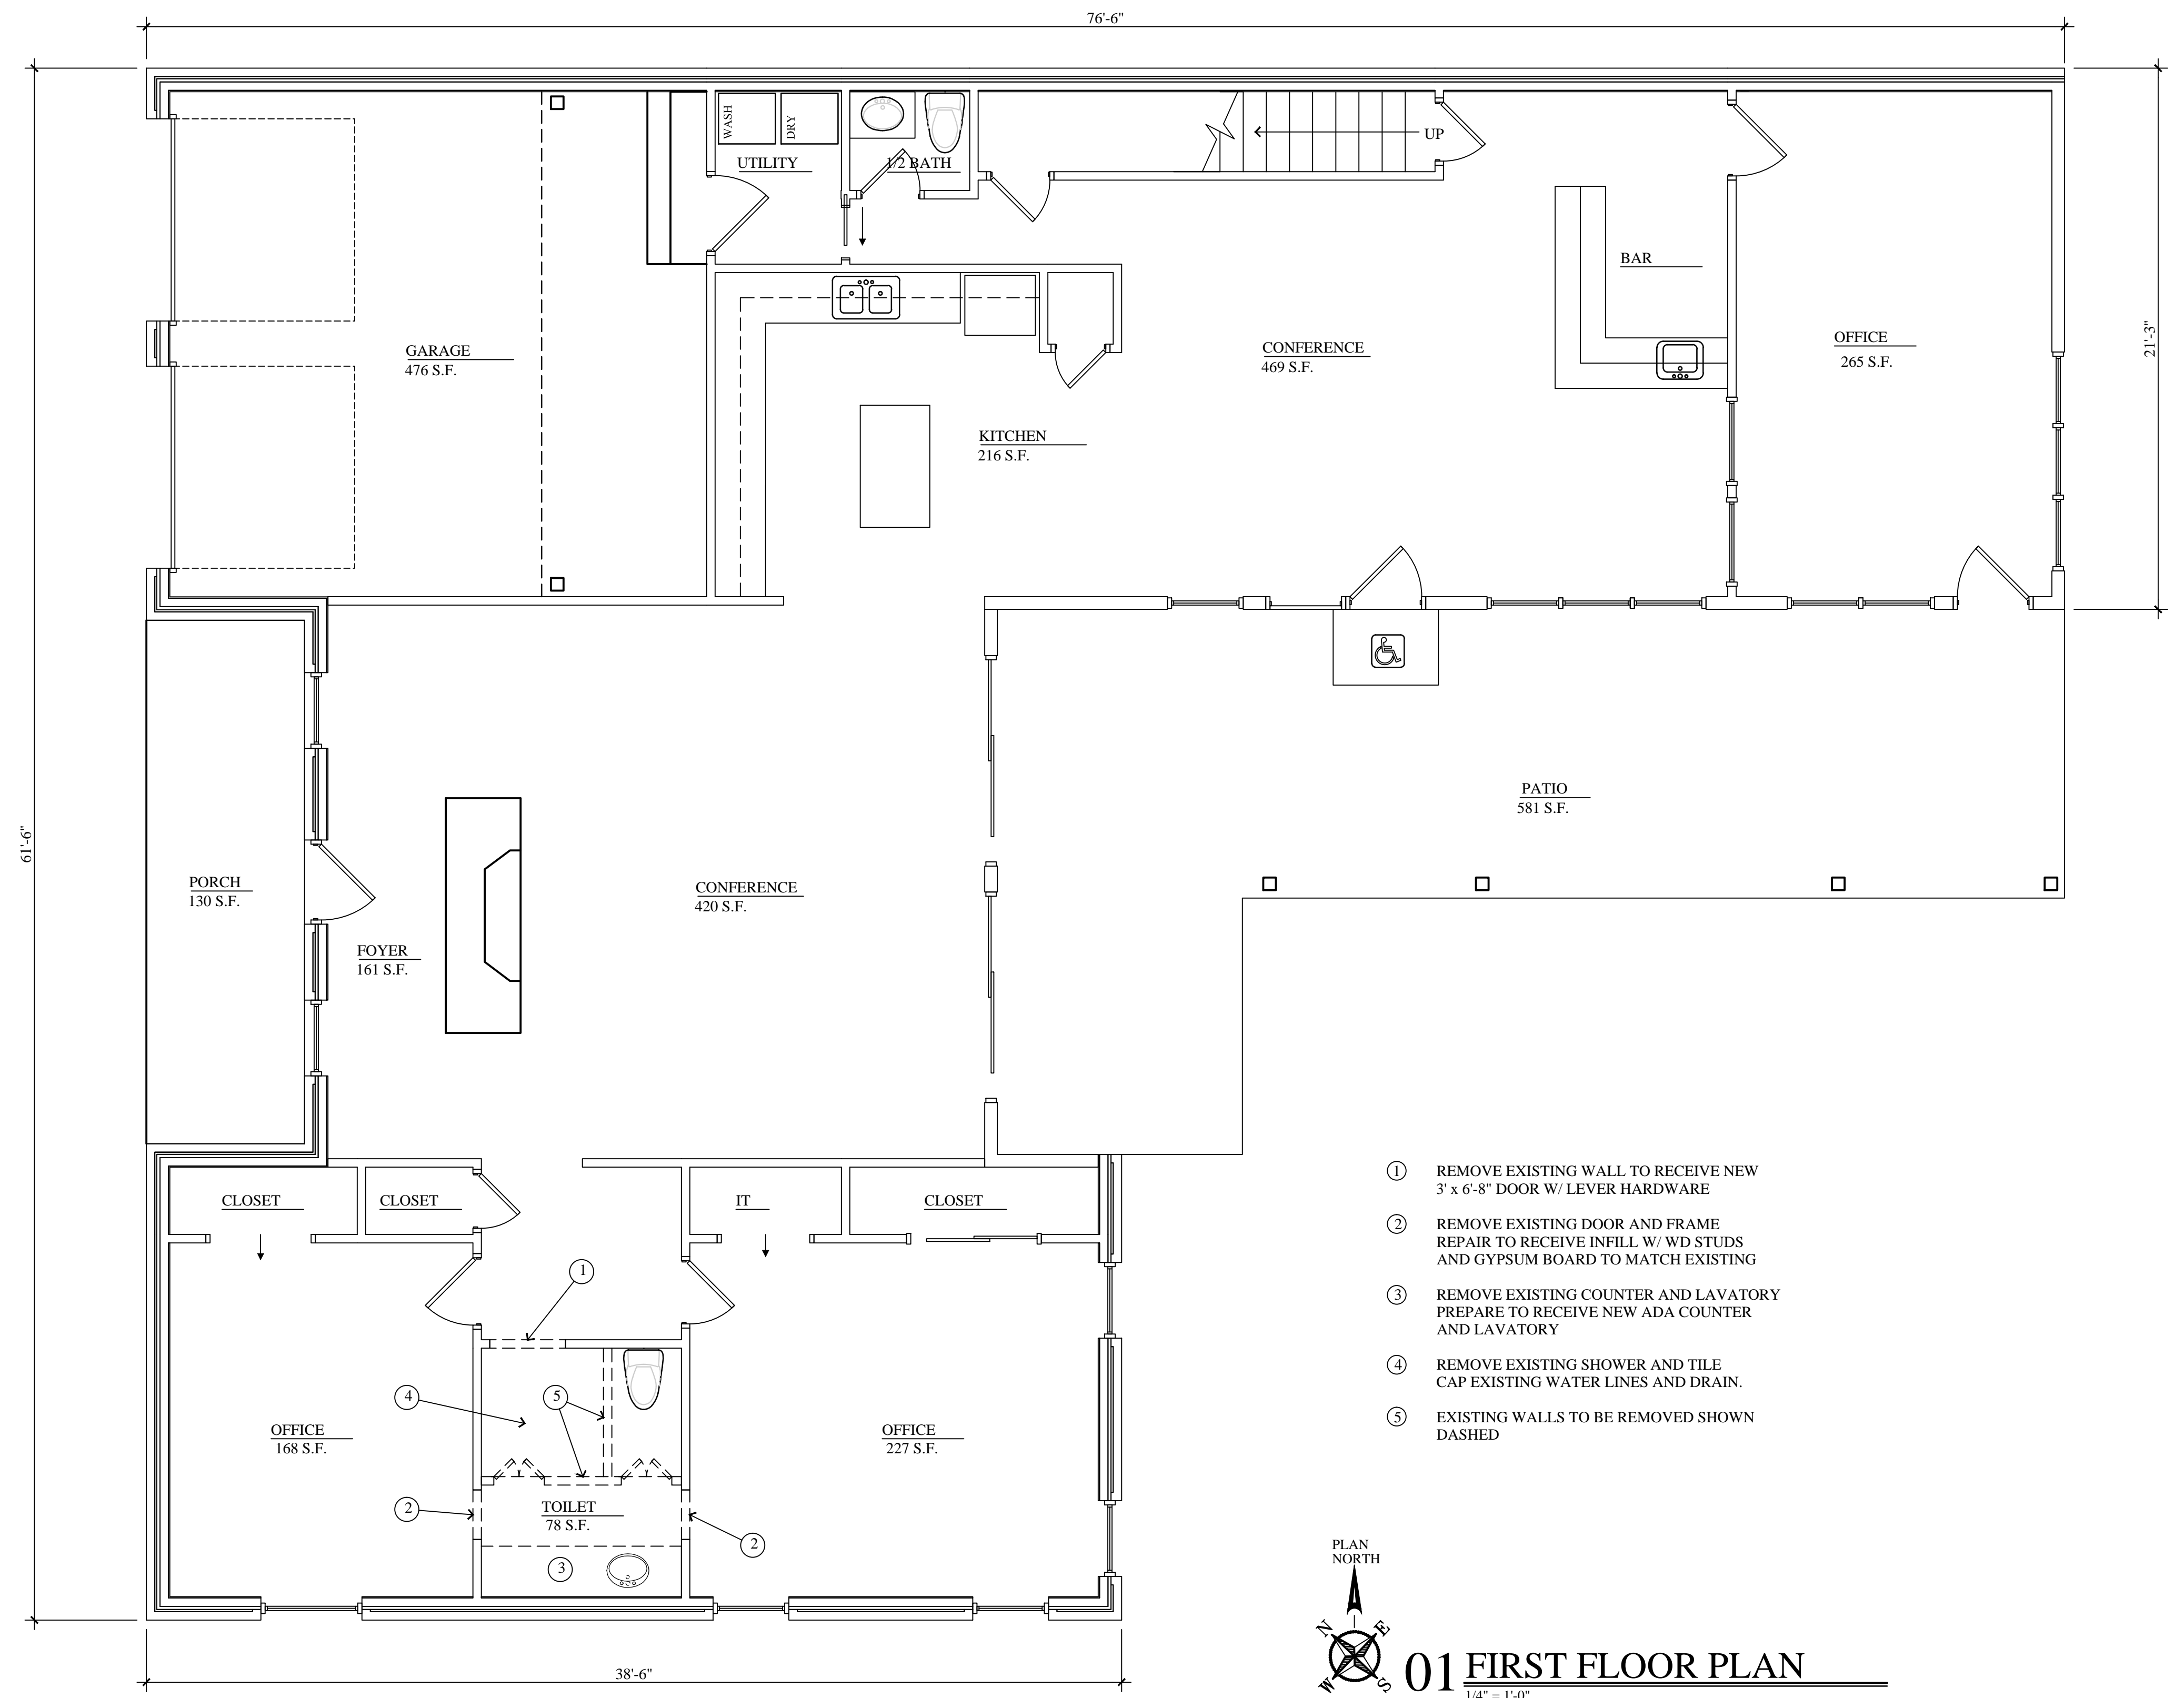 76'-6"
WASH
DRY
UTILITY
1/2 BATH
UP
BAR
GARAGE
476 S.F.
CONFERENCE
469 S.F.
OFFICE
265 S.F.
21'-3"
KITCHEN
216 S.F.
61'-6"
PATIO
581 S.F.
PORCH
130 S.F.
CONFERENCE
420 S.F.
FOYER
161 S.F.
CLOSET
CLOSET
IT
CLOSET
1
4
5
OFFICE
168 S.F.
OFFICE
227 S.F.
2
TOILET
78 S.F.
2
3
38'-6"
1 REMOVE EXISTING WALL TO RECEIVE NEW
3' x 6'-8" DOOR W/ LEVER HARDWARE
2 REMOVE EXISTING DOOR AND FRAME
REPAIR TO RECEIVE INFILL W/ WD STUDS
AND GYPSUM BOARD TO MATCH EXISTING
3 REMOVE EXISTING COUNTER AND LAVATORY
PREPARE TO RECEIVE NEW ADA COUNTER
AND LAVATORY
4 REMOVE EXISTING SHOWER AND TILE
CAP EXISTING WATER LINES AND DRAIN.
5 EXISTING WALLS TO BE REMOVED SHOWN
DASHED
PLAN
NORTH
N E
W S
01 FIRST FLOOR PLAN
1/4" = 1'-0"